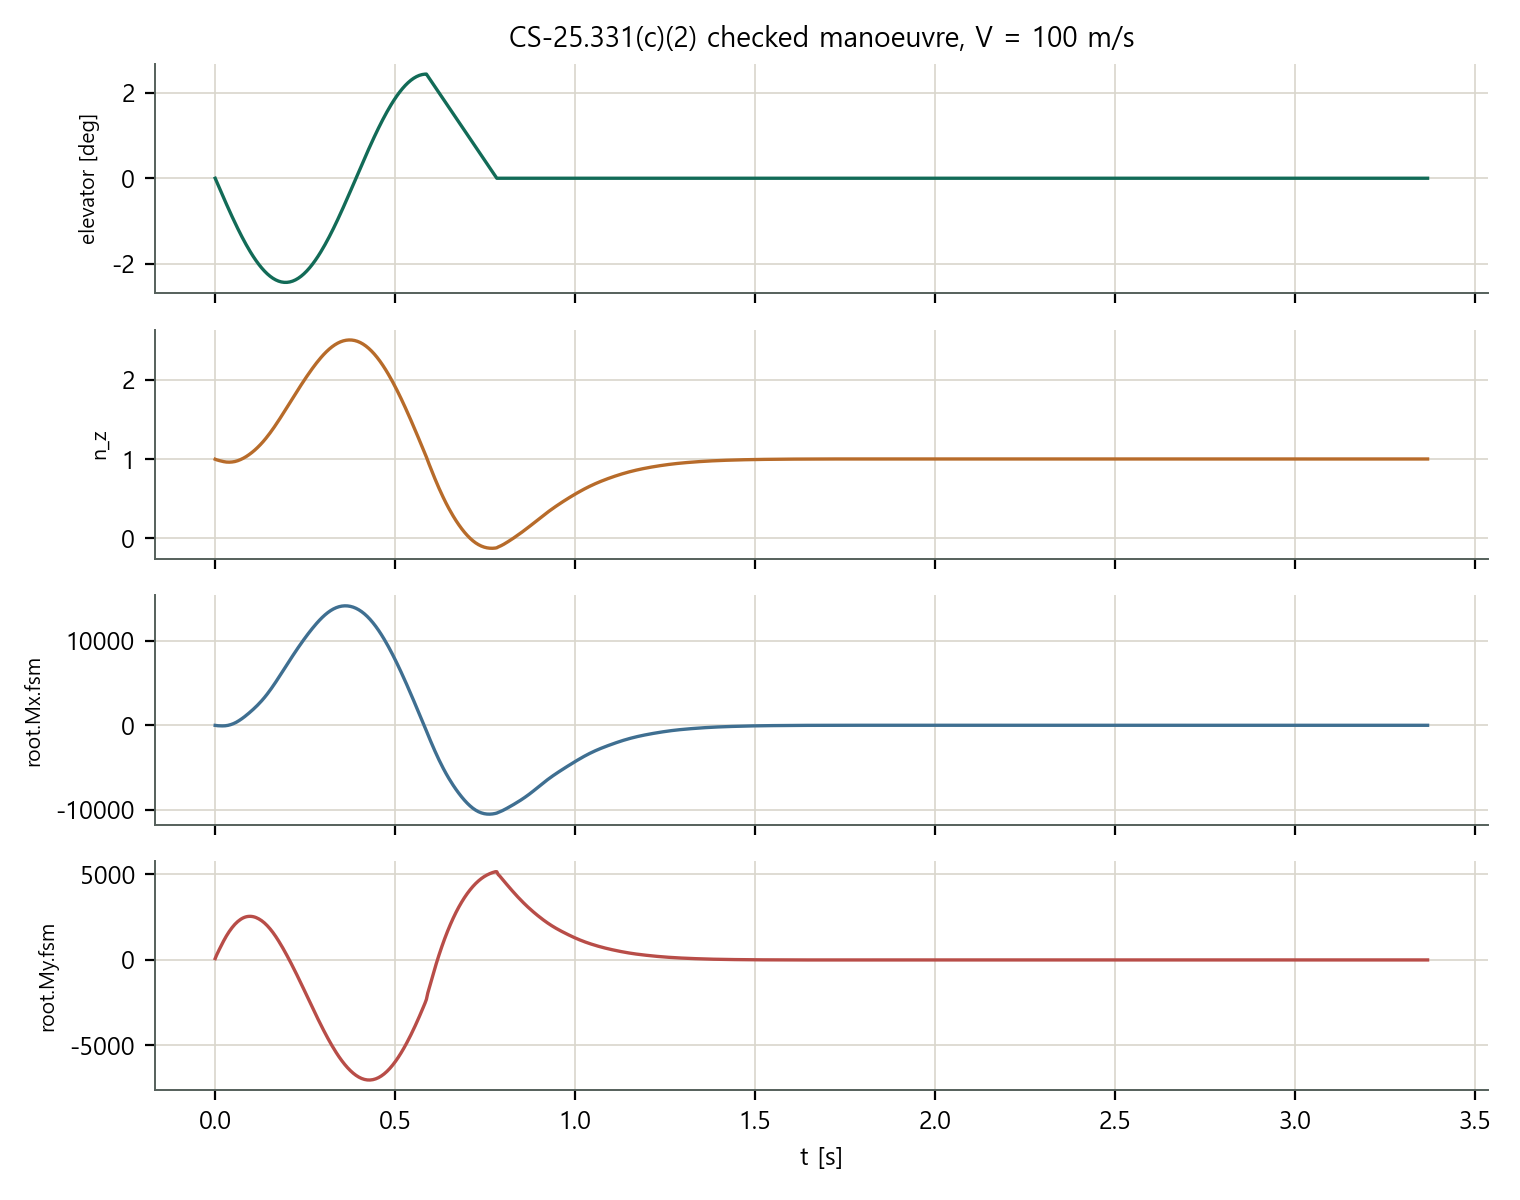 CS-25.331(c)(2) checked manoeuvre, V = 100 m/s
elevator [deg]
2
0
-2
n_z
2
1
0
root.Mx.fsm
10000
0
-10000
root.My.fsm
5000
0
-5000
0.0 0.5 1.0 1.5 2.0 2.5 3.0 3.5
t [s]